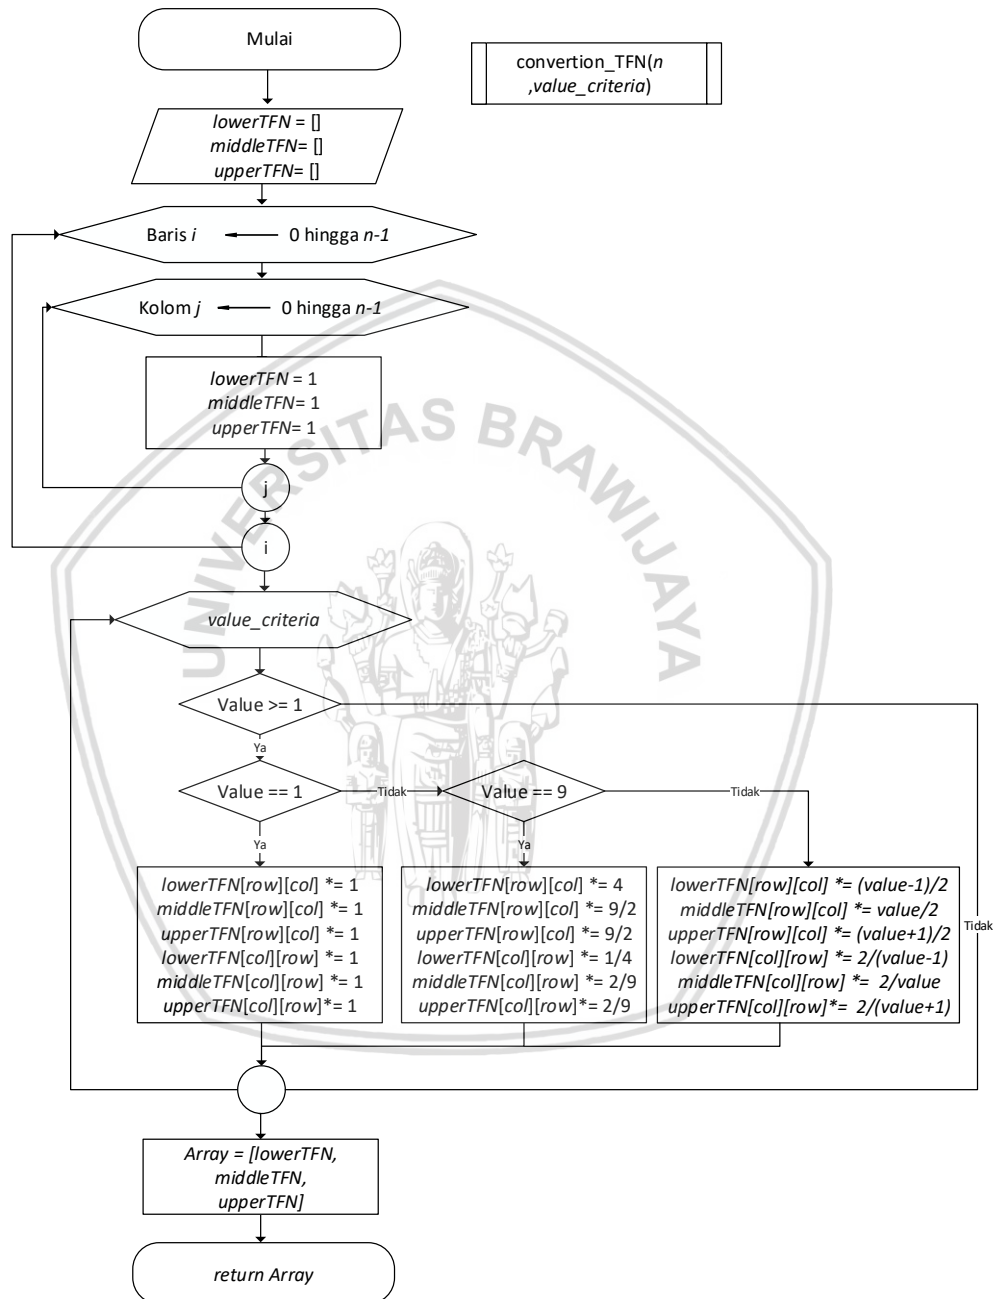 Mulai
convertion_TFN(n
,value_criteria)
lowerTFN = []
middleTFN= []
upperTFN= []
Baris i 0 hingga n-1
Kolom j 0 hingga n-1
lowerTFN = 1
middleTFN= 1
upperTFN= 1
j
i
UNIVERSITAS BRAWIJAYA
value_criteria
Value >= 1
Ya
Value == 1
Tidak
Value == 9
Tidak
Ya
Ya
lowerTFN[row][col] *= 1
middleTFN[row][col] *= 1
upperTFN[row][col] *= 1
lowerTFN[col][row] *= 1
middleTFN[col][row] *= 1
upperTFN[col][row]*= 1
lowerTFN[row][col] *= 4
middleTFN[row][col] *= 9/2
upperTFN[row][col] *= 9/2
lowerTFN[col][row] *= 1/4
middleTFN[col][row] *= 2/9
upperTFN[col][row]*= 2/9
lowerTFN[row][col] *= (value-1)/2
middleTFN[row][col] *= value/2
upperTFN[row][col] *= (value+1)/2
lowerTFN[col][row] *= 2/(value-1)
middleTFN[col][row] *= 2/value
upperTFN[col][row]*= 2/(value+1)
Tidak
Array = [lowerTFN,
middleTFN,
upperTFN]
return Array